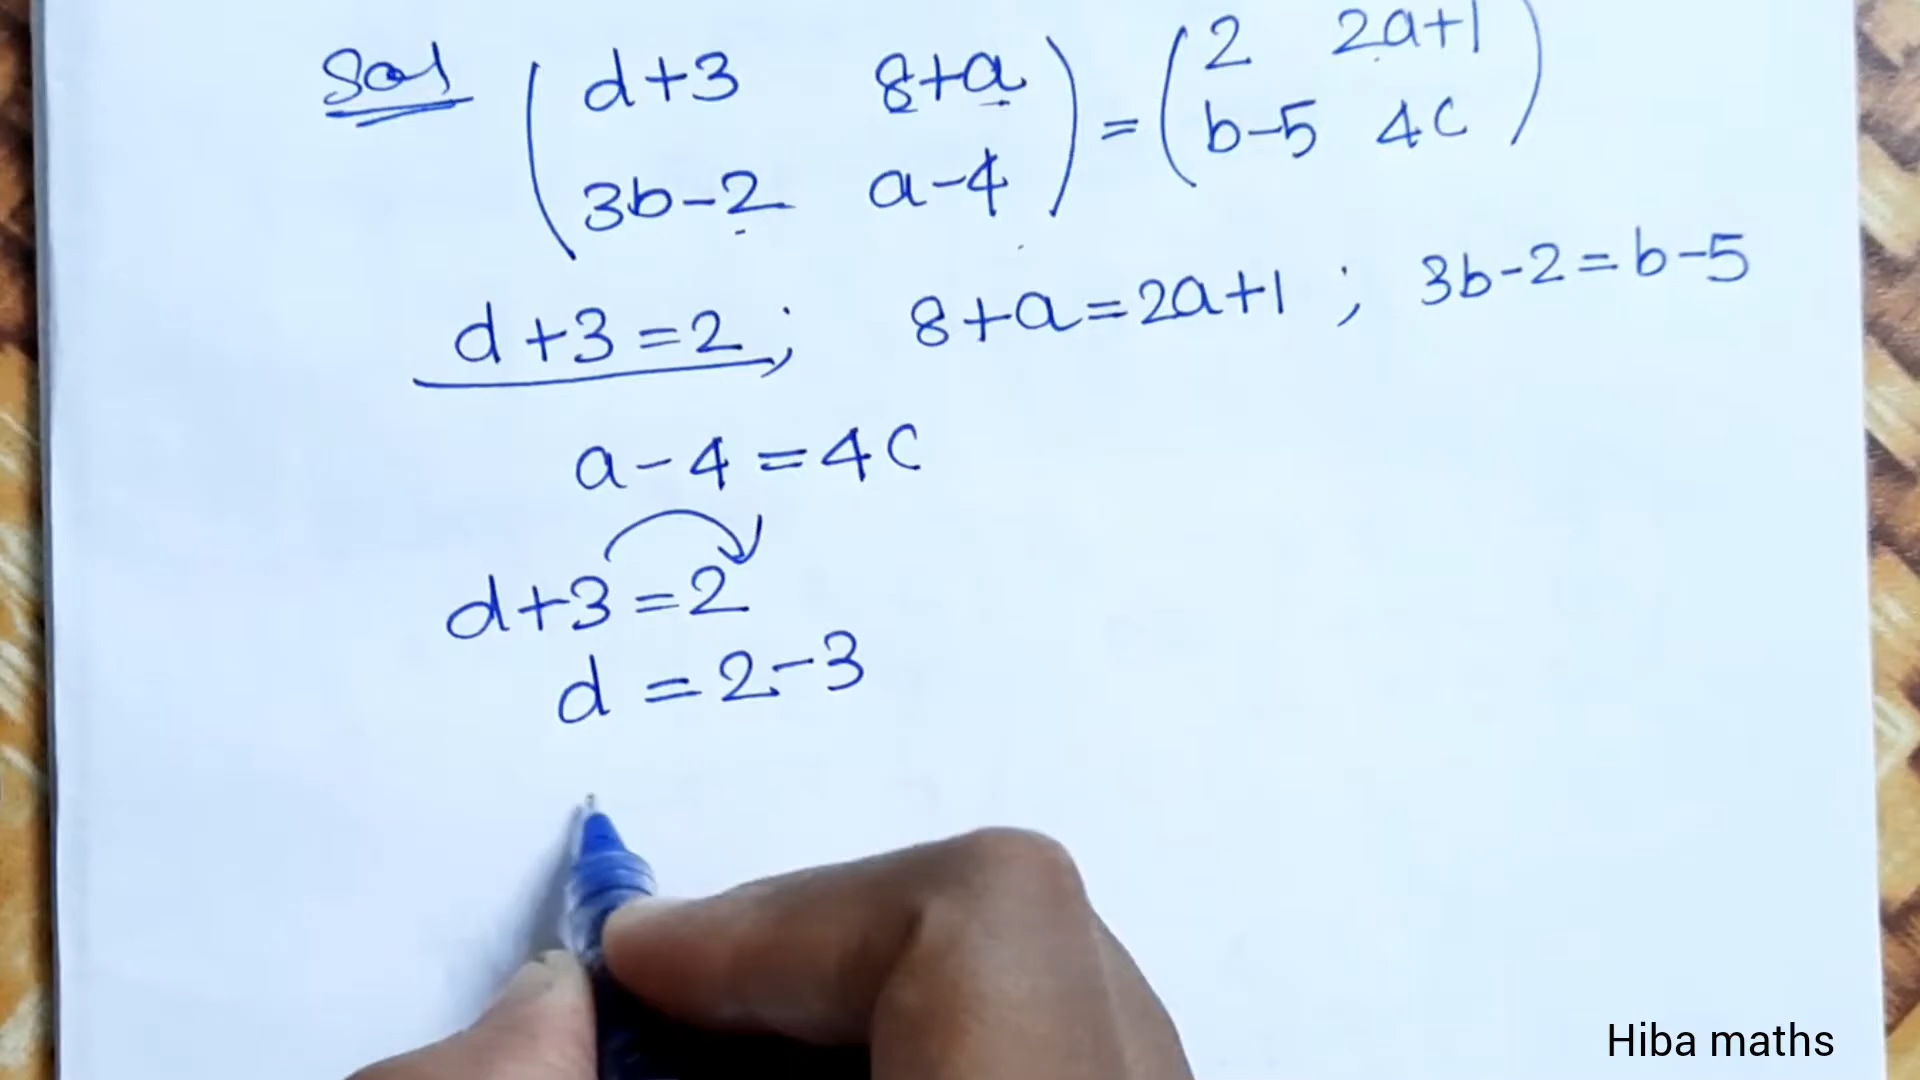 Sol ( d+3 8+a ) = ( 2 2a+1 )
( 3b-2 a-4 ) ( b-5 4c )
d+3=2; 8+a=2a+1 ; 3b-2=b-5
a-4=4c
d+3=2
d=2-3
Hiba maths